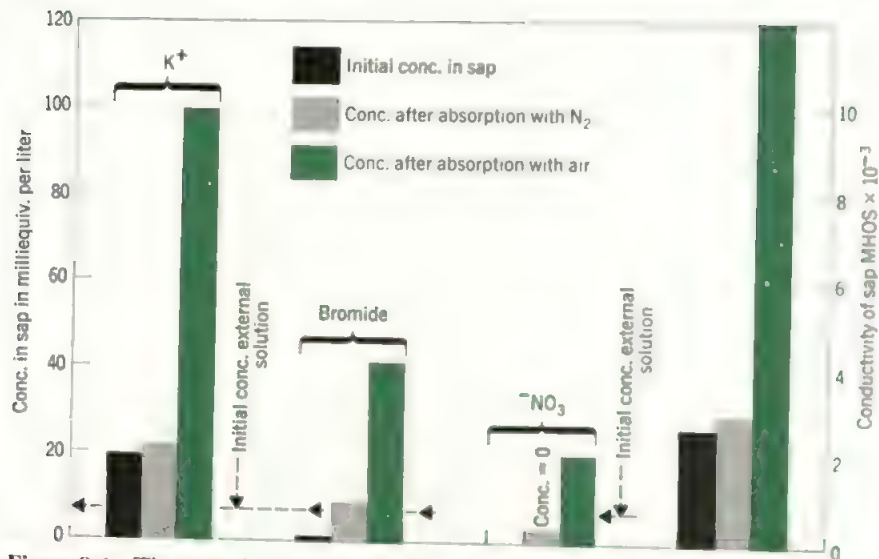 120
100
80
60
40
20
0
Conc. in sap in milliequiv. per liter
K+
Initial conc. in sap
Conc. after absorption with N2
Conc. after absorption with air
Initial conc. external
solution
Bromide
-NO3
Conc. = 0
Initial conc. external
solution
10
8
6
4
2
0
Conductivity of sap MHOS × 10-3